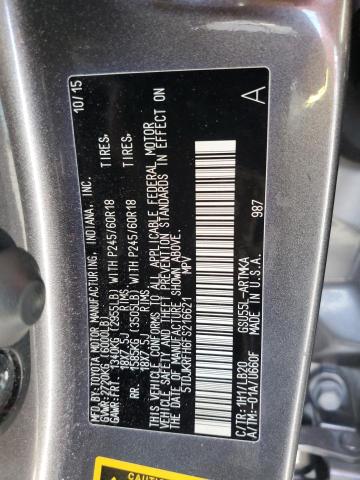 MFD. BY: TOYOTA MOTOR MANUFACTURING, INDIANA, INC. 10/15
GVWR: 2720KG (6000LB)
GAWR: FRT. 1340KG (2955LB) WITH P245/60R18 TIRES,
18X7.5J RIMS,
RR. 1585KG (3505LB) WITH P245/60R18 TIRES,
18X7.5J RIMS,
THIS VEHICLE CONFORMS TO ALL APPLICABLE FEDERAL MOTOR
VEHICLE SAFETY AND THEFT PREVENTION STANDARDS
IN EFFECT ON THE DATE OF MANUFACTURE SHOWN ABOVE.
5TDJKRFH6FS216621 MPV
A
987
C/TR: 1H1/LB20 GSU55L-ARTMKA
A/TM: -01A/U660F MADE IN U.S.A.